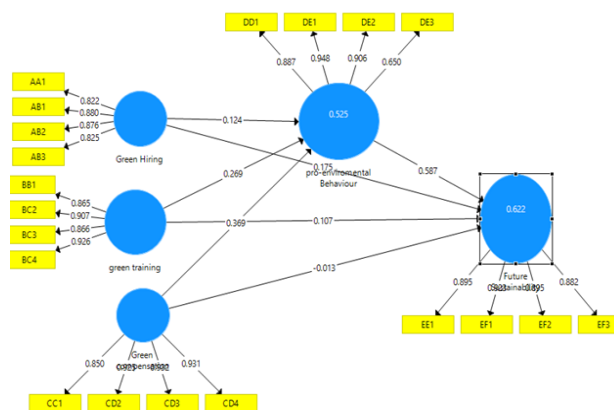 DD1
DE1
DE2
DE3
0.887
0.948
0.906
0.650
AA1
AB1
AB2
AB3
0.822
0.880
0.876
0.825
Green Hiring
0.124
0.525
pro-enviromental
Behaviour
0.175
0.587
0.269
BB1
BC2
BC3
BC4
0.865
0.907
0.866
0.926
green training
0.369
0.107
0.622
Future
Sustainability
-0.013
Green
compensation
0.850
0.931
CC1
CD2
CD3
CD4
0.895
0.895
0.882
EE1
EF1
EF2
EF3